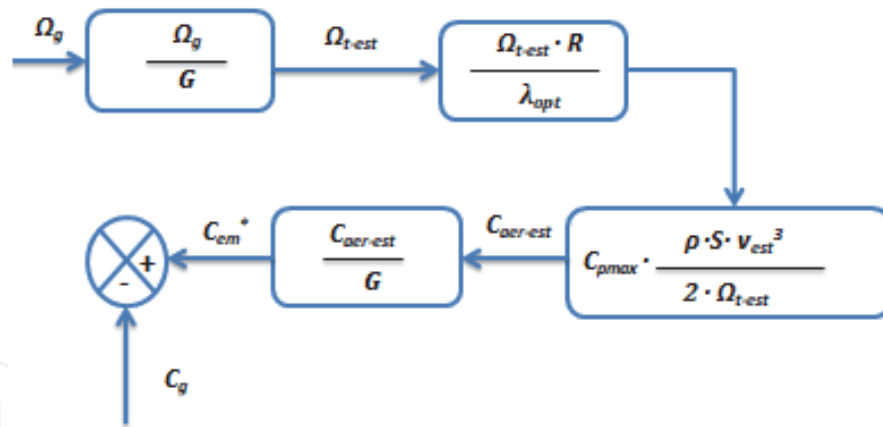 Ω_g
Ω_g / G
Ω_t-est
Ω_t-est · R / λ_opt
C_pmax · ρ·S·v_est³ / 2 · Ω_t-est
C_aer-est
C_aer-est / G
C_em*
+
-
C_g